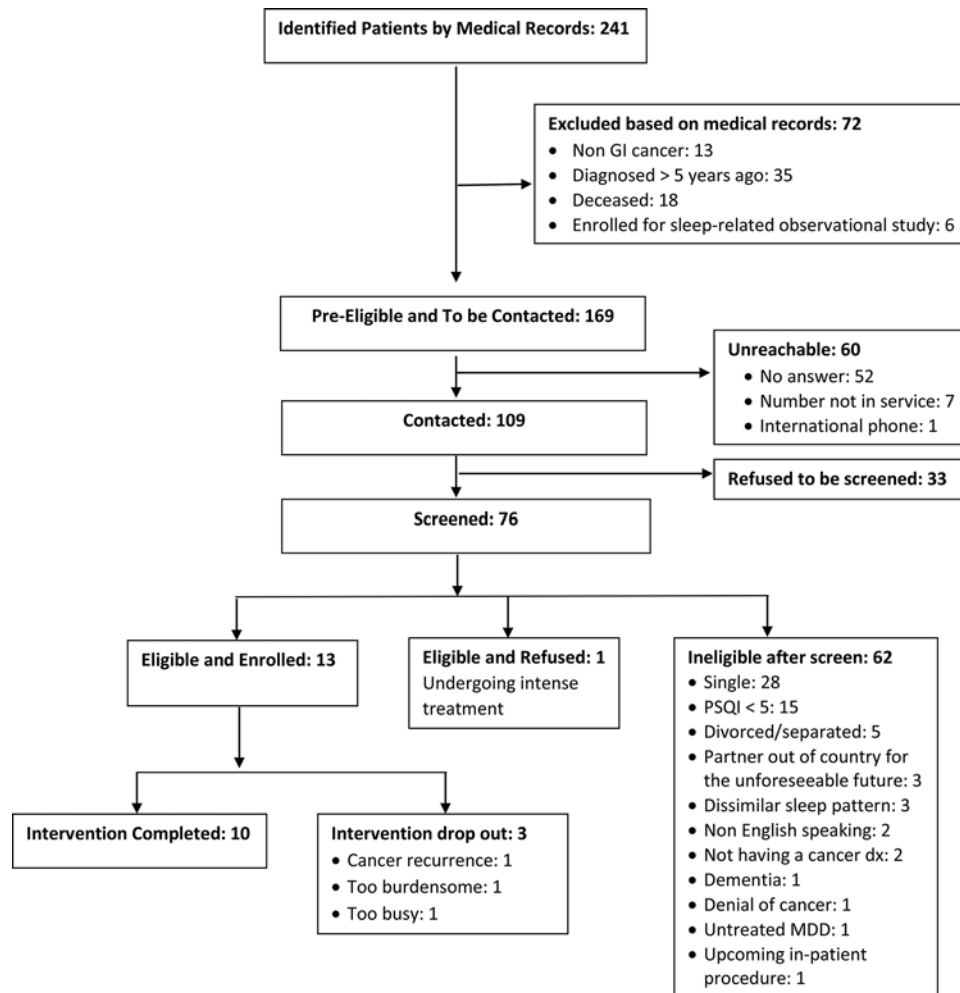 Identified Patients by Medical Records: 241
Excluded based on medical records: 72
• Non GI cancer: 13
• Diagnosed > 5 years ago: 35
• Deceased: 18
• Enrolled for sleep-related observational study: 6
Pre-Eligible and To be Contacted: 169
Unreachable: 60
• No answer: 52
• Number not in service: 7
• International phone: 1
Contacted: 109
Refused to be screened: 33
Screened: 76
Eligible and Enrolled: 13
Eligible and Refused: 1
Undergoing intense
treatment
Ineligible after screen: 62
• Single: 28
• PSQI < 5: 15
• Divorced/separated: 5
• Partner out of country for
the unforeseeable future: 3
• Dissimilar sleep pattern: 3
• Non English speaking: 2
• Not having a cancer dx: 2
• Dementia: 1
• Denial of cancer: 1
• Untreated MDD: 1
• Upcoming in-patient
procedure: 1
Intervention Completed: 10
Intervention drop out: 3
• Cancer recurrence: 1
• Too burdensome: 1
• Too busy: 1